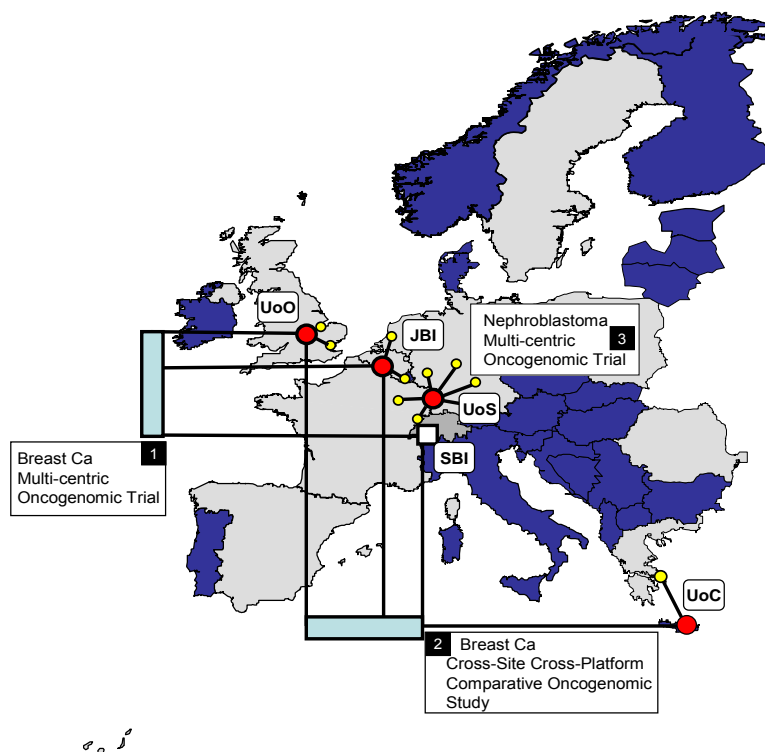 UoO
JBI
Nephroblastoma
Multi-centric
Oncogenomic Trial
3
UoS
SBI
1
Breast Ca
Multi-centric
Oncogenomic Trial
UoC
2 Breast Ca
Cross-Site Cross-Platform
Comparative Oncogenomic
Study